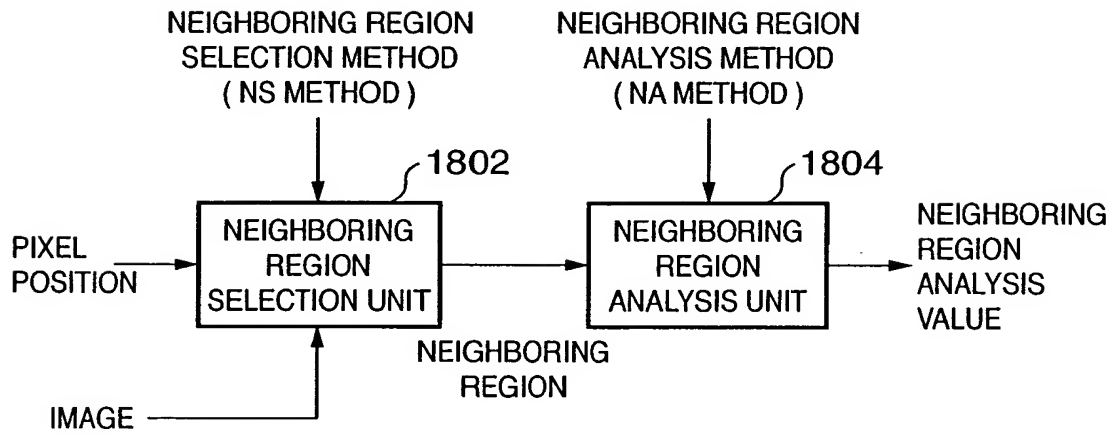 NEIGHBORING REGION
SELECTION METHOD
( NS METHOD )
NEIGHBORING REGION
ANALYSIS METHOD
( NA METHOD )
1802
1804
PIXEL
POSITION
NEIGHBORING
REGION
SELECTION UNIT
NEIGHBORING
REGION
ANALYSIS UNIT
NEIGHBORING
REGION
ANALYSIS
VALUE
NEIGHBORING
REGION
IMAGE